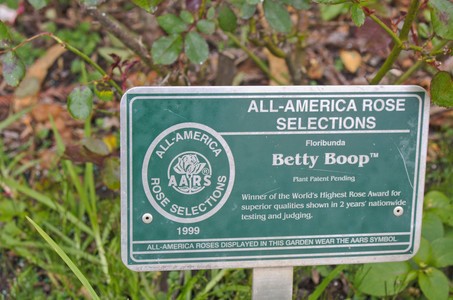 ALL-AMERICA ROSE
SELECTIONS
Floribunda
Betty Boop™
Plant Patent Pending
Winner of the World's Highest Rose Award for
superior qualities shown in 2 years' nationwide
testing and judging.
ALL-AMERICA
AARS
ROSE SELECTIONS
1999
ALL-AMERICA ROSES DISPLAYED IN THIS GARDEN WEAR THE AARS SYMBOL.